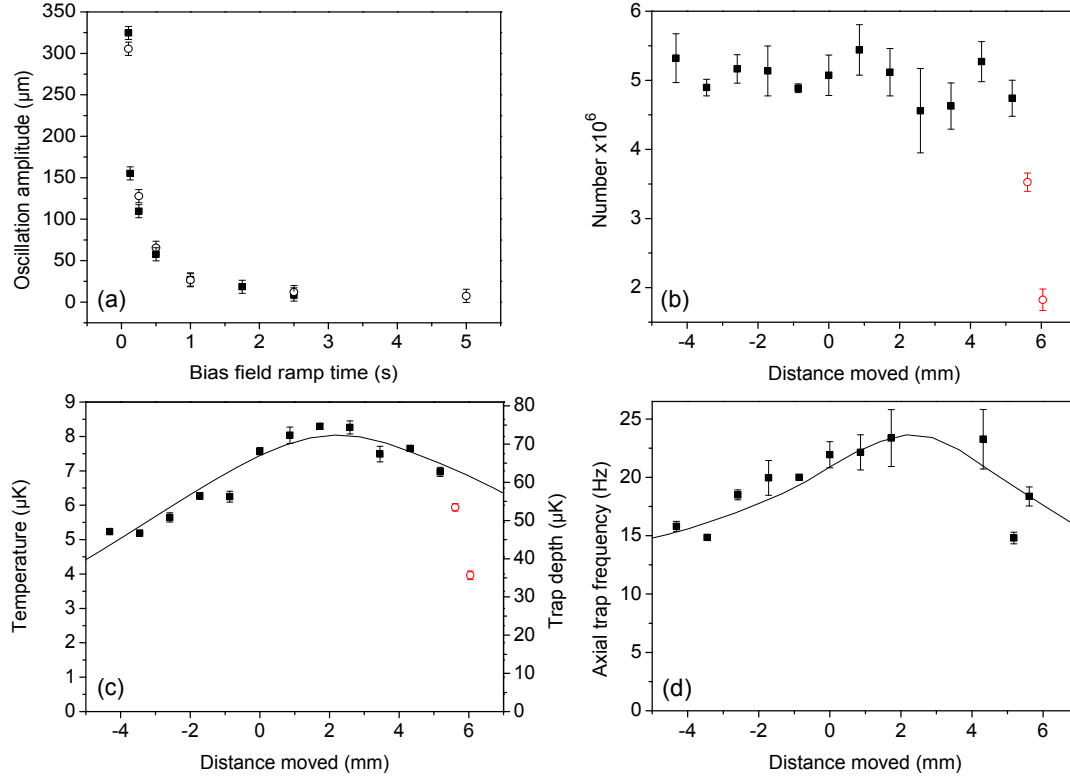 350
300
250
200
150
100
50
0
Oscillation amplitude (µm)
(a)
0 1 2 3 4 5
Bias field ramp time (s)
6
5
4
3
2
Number x10^6
(b)
-4 -2 0 2 4 6
Distance moved (mm)
9
8
7
6
5
4
3
2
1
0
Temperature (µK)
80
70
60
50
40
30
20
10
0
Trap depth (µK)
(c)
-4 -2 0 2 4 6
Distance moved (mm)
25
20
15
10
5
0
Axial trap frequency (Hz)
(d)
-4 -2 0 2 4 6
Distance moved (mm)